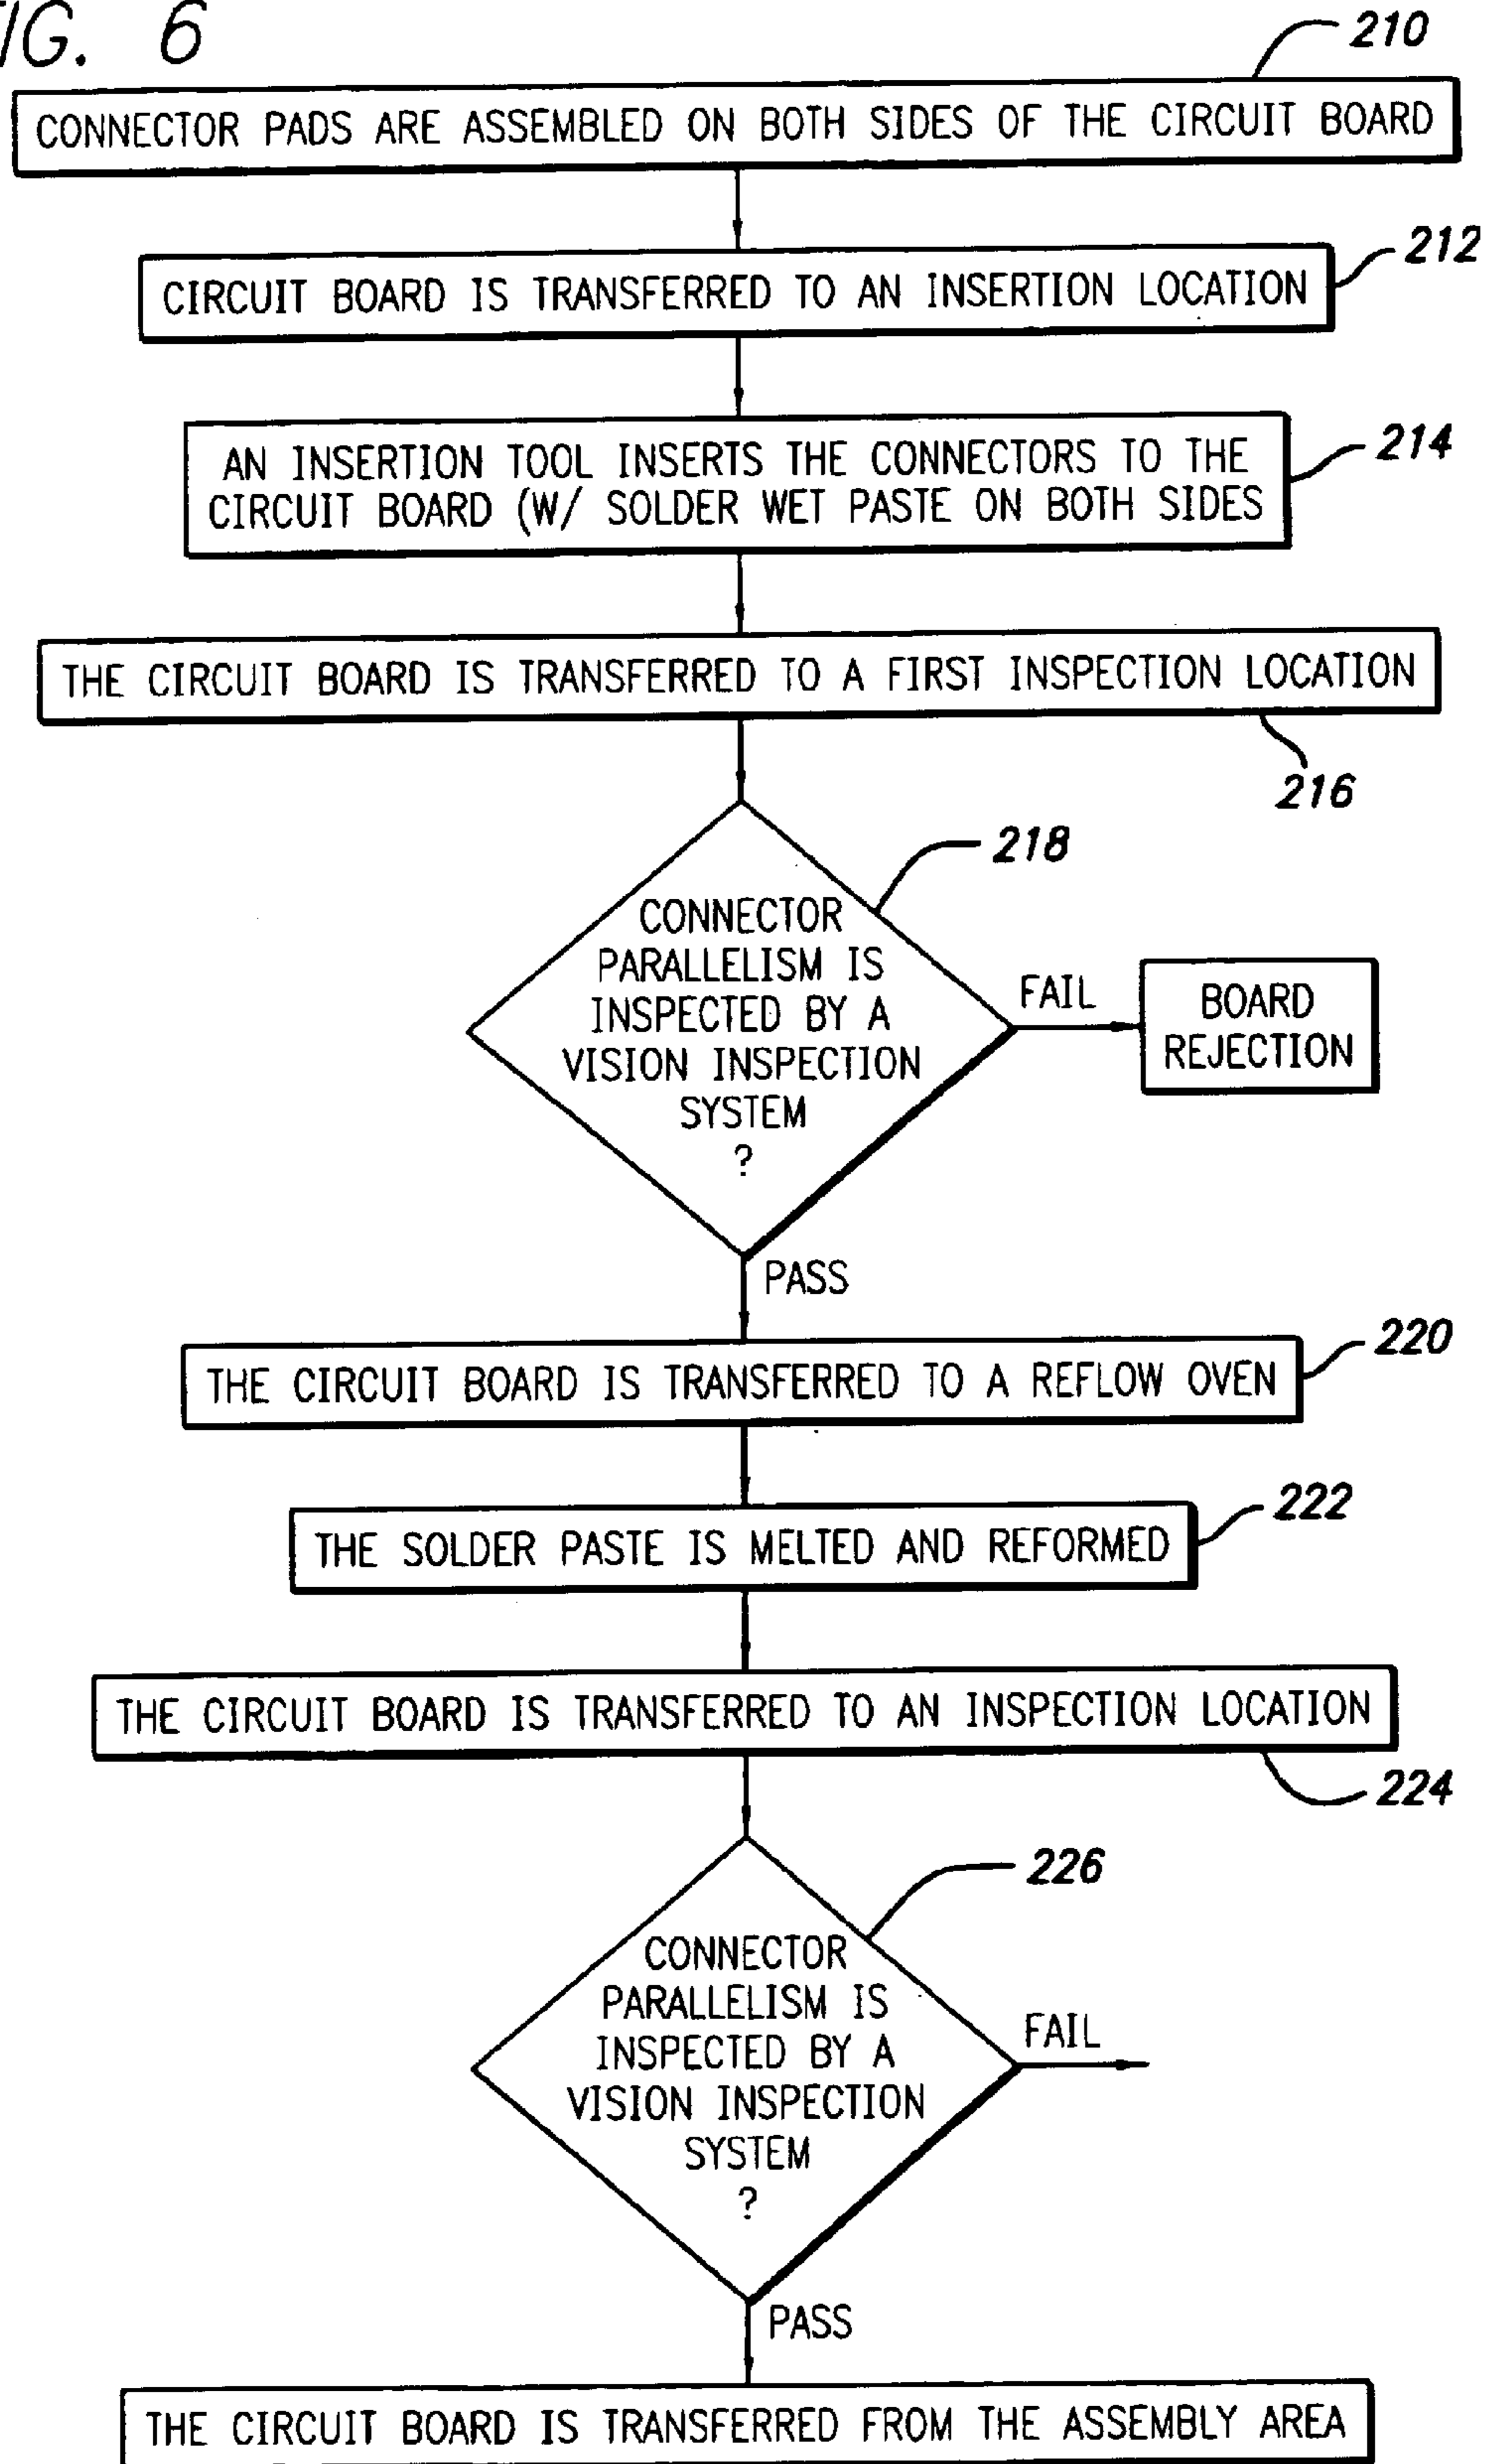 FIG. 6
210
CONNECTOR PADS ARE ASSEMBLED ON BOTH SIDES OF THE CIRCUIT BOARD
212
CIRCUIT BOARD IS TRANSFERRED TO AN INSERTION LOCATION
214
AN INSERTION TOOL INSERTS THE CONNECTORS TO THE
CIRCUIT BOARD (W/ SOLDER WET PASTE ON BOTH SIDES
THE CIRCUIT BOARD IS TRANSFERRED TO A FIRST INSPECTION LOCATION
216
218
CONNECTOR
PARALLELISM IS
INSPECTED BY A
VISION INSPECTION
SYSTEM
?
FAIL
BOARD
REJECTION
PASS
220
THE CIRCUIT BOARD IS TRANSFERRED TO A REFLOW OVEN
222
THE SOLDER PASTE IS MELTED AND REFORMED
THE CIRCUIT BOARD IS TRANSFERRED TO AN INSPECTION LOCATION
224
226
CONNECTOR
PARALLELISM IS
INSPECTED BY A
VISION INSPECTION
SYSTEM
?
FAIL
PASS
THE CIRCUIT BOARD IS TRANSFERRED FROM THE ASSEMBLY AREA